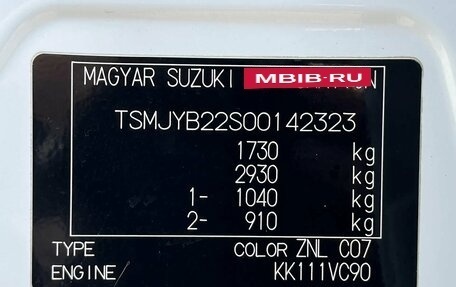 MAGYAR SUZUKI MBIB-RU
TSMJYB22S00142323
1730 kg
2930 kg
1- 1040 kg
2- 910 kg
TYPE COLOR ZNL C07
ENGINE/ KK111VC90